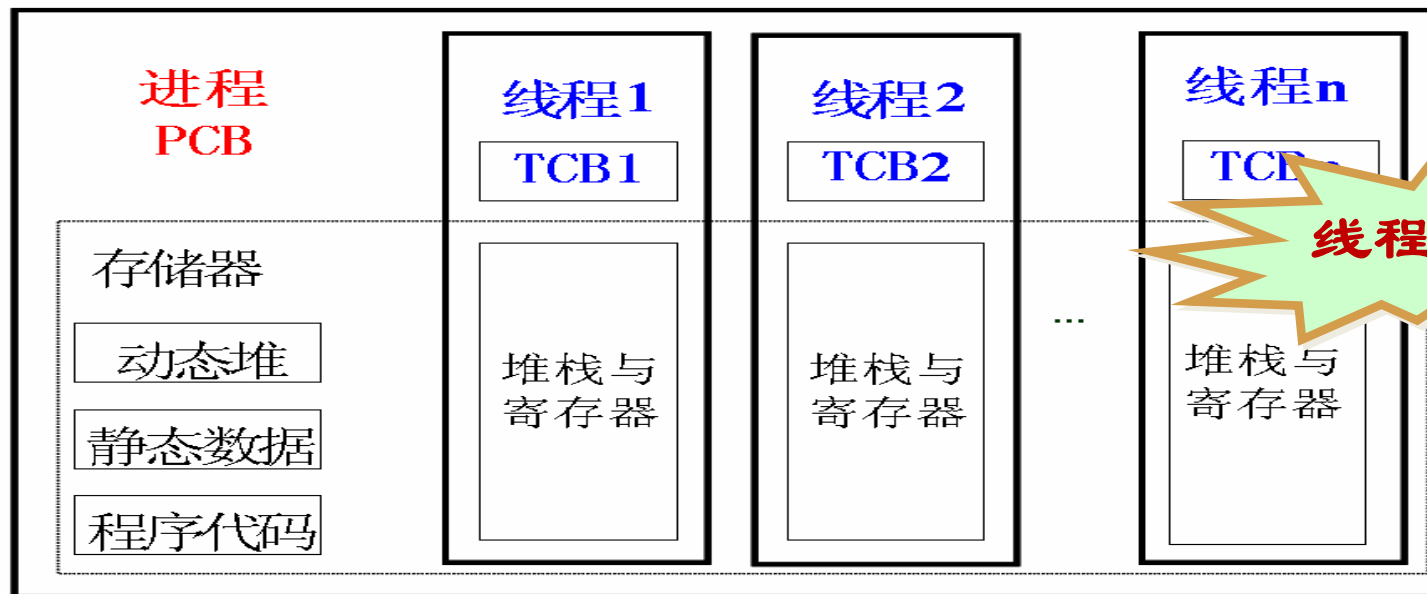 进程
PCB
线程1
TCB1
线程2
TCB2
线程n
线程
存储器
动态堆
静态数据
程序代码
堆栈与
寄存器
堆栈与
寄存器
...
堆栈与
寄存器